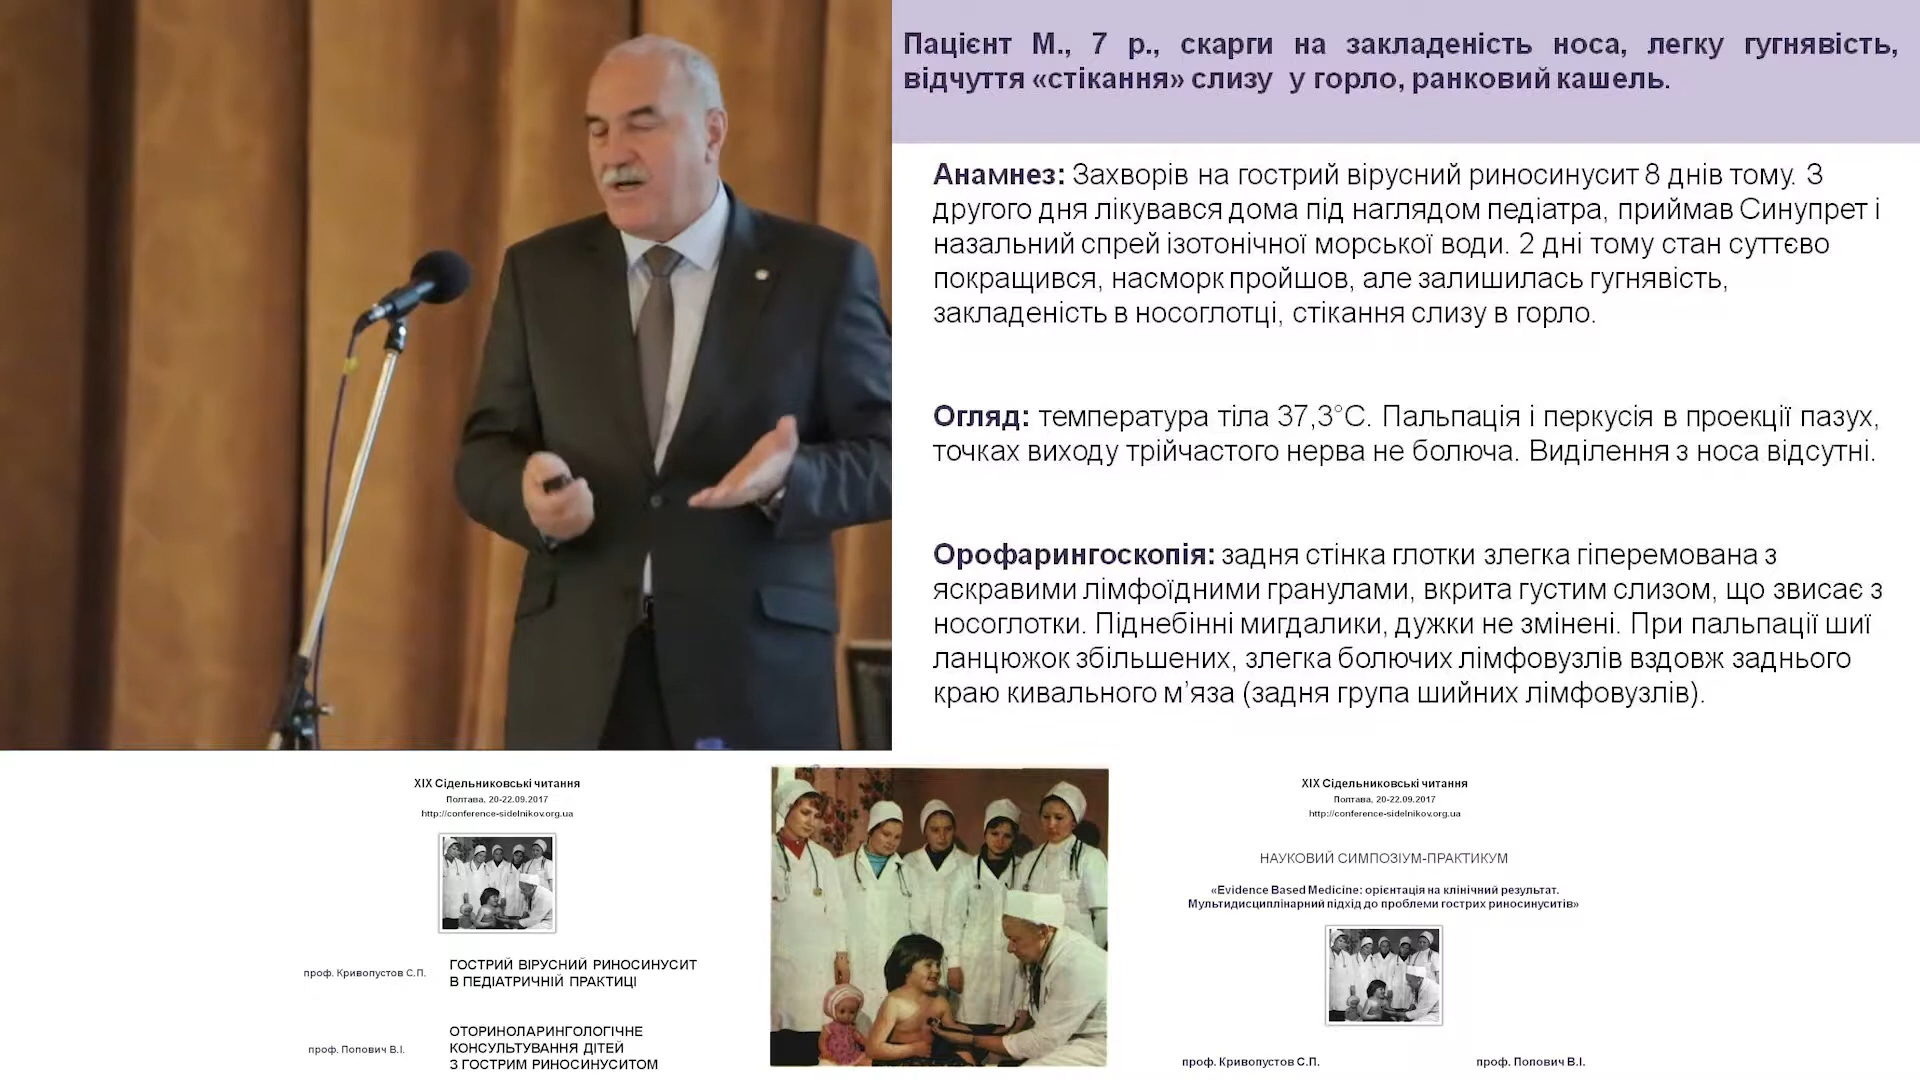 Пацієнт М., 7 р., скарги на закладеність носа, легку гугнявість,
відчуття «стікання» слизу у горло, ранковий кашель.
Анамнез: Захворів на гострий вірусний риносинусит 8 днів тому. З
другого дня лікувався дома під наглядом педіатра, приймав Синупрет і
назальний спрей ізотонічної морської води. 2 дні тому стан суттєво
покращився, насморк пройшов, але залишилась гугнявість,
закладеність в носоглотці, стікання слизу в горло.
Огляд: температура тіла 37,3°С. Пальпація і перкусія в проекції пазух,
точках виходу трійчастого нерва не болюча. Виділення з носа відсутні.
Орофарингоскопія: задня стінка глотки злегка гіперемована з
яскравими лімфоїдними гранулами, вкрита густим слизом, що звисає з
носоглотки. Піднебінні мигдалики, дужки не змінені. При пальпації шиї
ланцюжок збільшених, злегка болючих лімфовузлів вздовж заднього
краю кивального м’яза (задня група шийних лімфовузлів).
XIX Сідельниковські читання
Полтава, 20-22.09.2017
http://conference-sidelnikov.org.ua
проф. Кривопустов С.П.
ГОСТРИЙ ВІРУСНИЙ РИНОСИНУСИТ
В ПЕДІАТРИЧНІЙ ПРАКТИЦІ
проф. Попович В.І.
ОТОРИНОЛАРИНГОЛОГІЧНЕ
КОНСУЛЬТУВАННЯ ДІТЕЙ
З ГОСТРИМ РИНОСИНУСИТОМ
XIX Сідельниковські читання
Полтава, 20-22.09.2017
http://conference-sidelnikov.org.ua
НАУКОВИЙ СИМПОЗІУМ-ПРАКТИКУМ
«Evidence Based Medicine: орієнтація на клінічний результат.
Мультидисциплінарний підхід до проблеми гострих риносинуситів»
проф. Кривопустов С.П.
проф. Попович В.І.